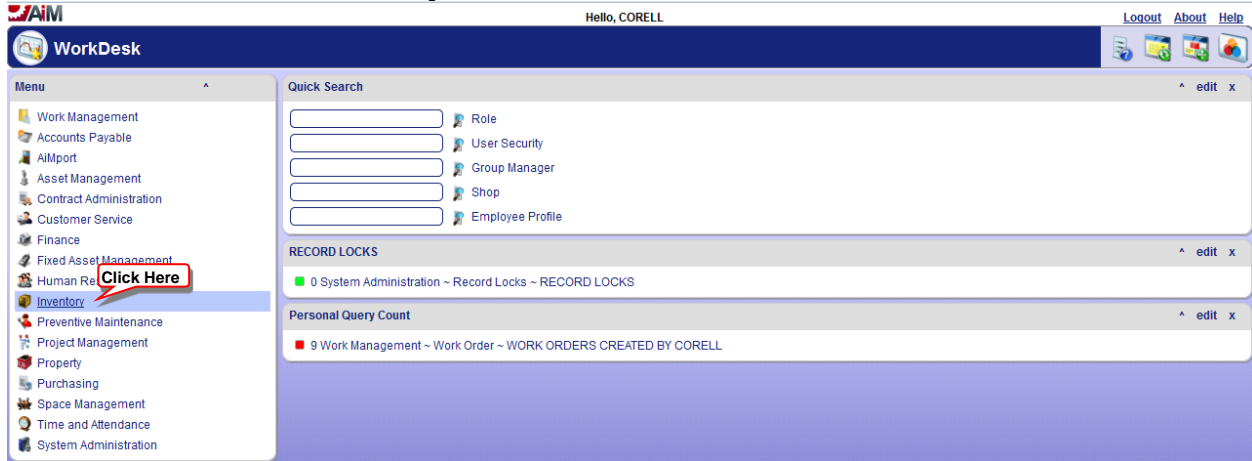 AiM
Hello, CORELL
Logout About Help
WorkDesk
Menu ^
Work Management
Accounts Payable
AiMport
Asset Management
Contract Administration
Customer Service
Finance
Fixed Asset Management
Human Re
Click Here
Inventory
Preventive Maintenance
Project Management
Property
Purchasing
Space Management
Time and Attendance
System Administration
Quick Search ^ edit x
Role
User Security
Group Manager
Shop
Employee Profile
RECORD LOCKS ^ edit x
0 System Administration ~ Record Locks ~ RECORD LOCKS
Personal Query Count ^ edit x
9 Work Management ~ Work Order ~ WORK ORDERS CREATED BY CORELL